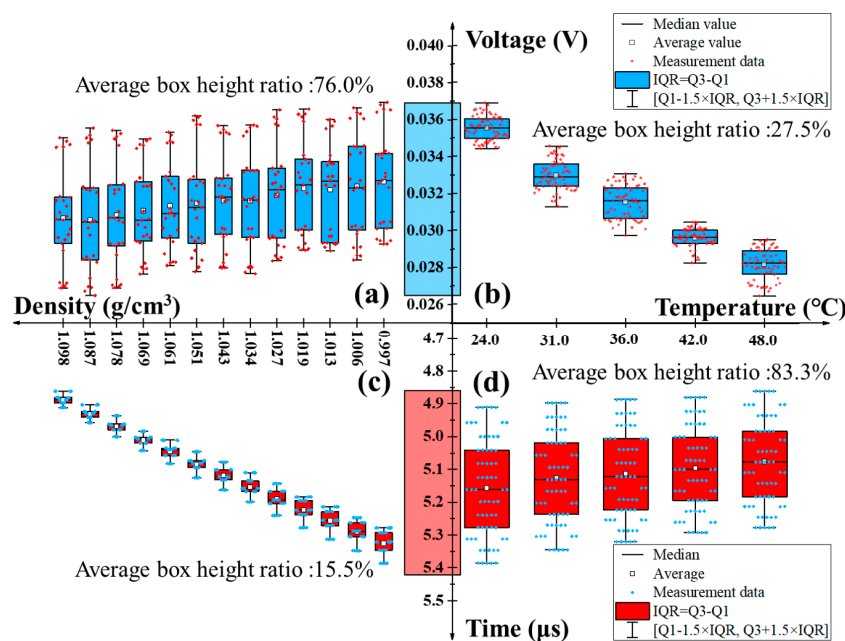 0.040
Voltage (V)
0.038
Average box height ratio :76.0%
0.036
0.034
0.032
0.030
0.028
0.026
Median value
Average value
Measurement data
IQR=Q3-Q1
[Q1-1.5×IQR, Q3+1.5×IQR]
Average box height ratio :27.5%
(a)
(b)
Density (g/cm³)
Temperature (°C)
1.098
1.087
1.078
1.069
1.061
1.051
1.043
1.034
1.027
1.019
1.013
1.006
0.997
24.0
31.0
36.0
42.0
48.0
(c)
(d)
Average box height ratio :83.3%
4.7
4.8
4.9
5.0
5.1
5.2
5.3
5.4
5.5
Average box height ratio :15.5%
Time (μs)
Median
Average
Measurement data
IQR=Q3-Q1
[Q1-1.5×IQR, Q3+1.5×IQR]